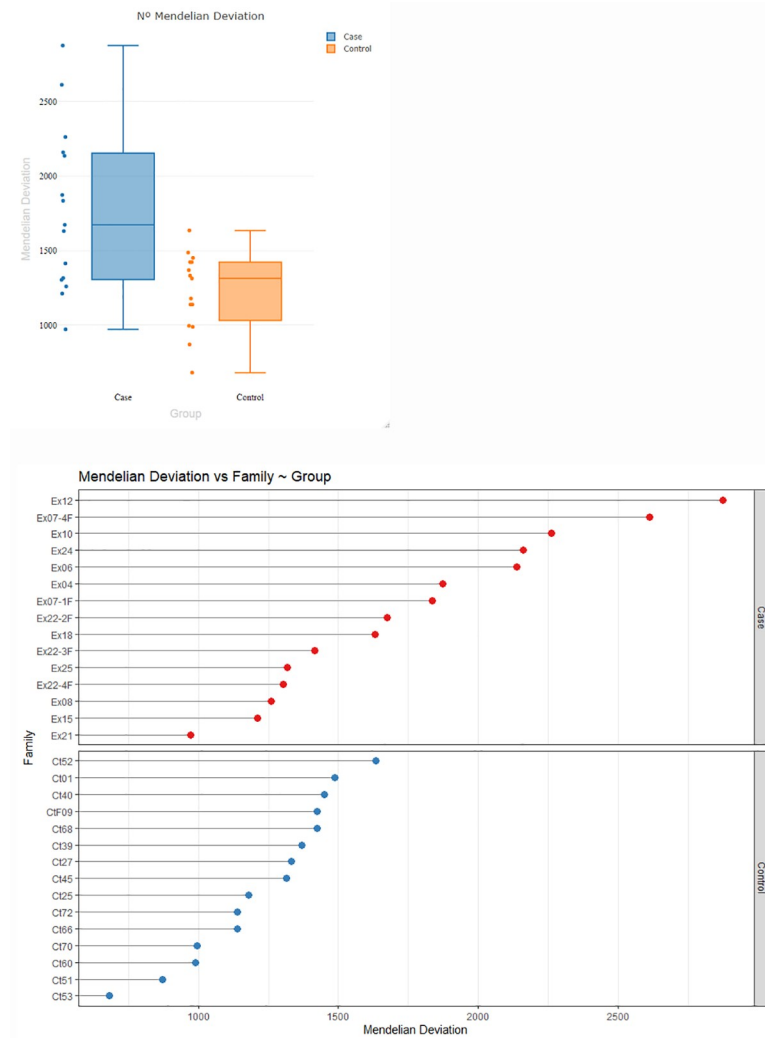 Nº Mendelian Deviation
Case
Control
2500
2000
1500
1000
Mendelian Deviation
Case
Control
Group
Mendelian Deviation vs Family ~ Group
Ex12
Ex07-4F
Ex10
Ex24
Ex06
Ex04
Ex07-1F
Ex22-2F
Ex18
Ex22-3F
Ex25
Ex22-4F
Ex08
Ex15
Ex21
Case
Family
Ct52
Ct01
Ct40
CtF09
Ct68
Ct39
Ct27
Ct45
Ct25
Ct72
Ct66
Ct70
Ct60
Ct51
Ct53
Control
1000
1500
2000
2500
Mendelian Deviation